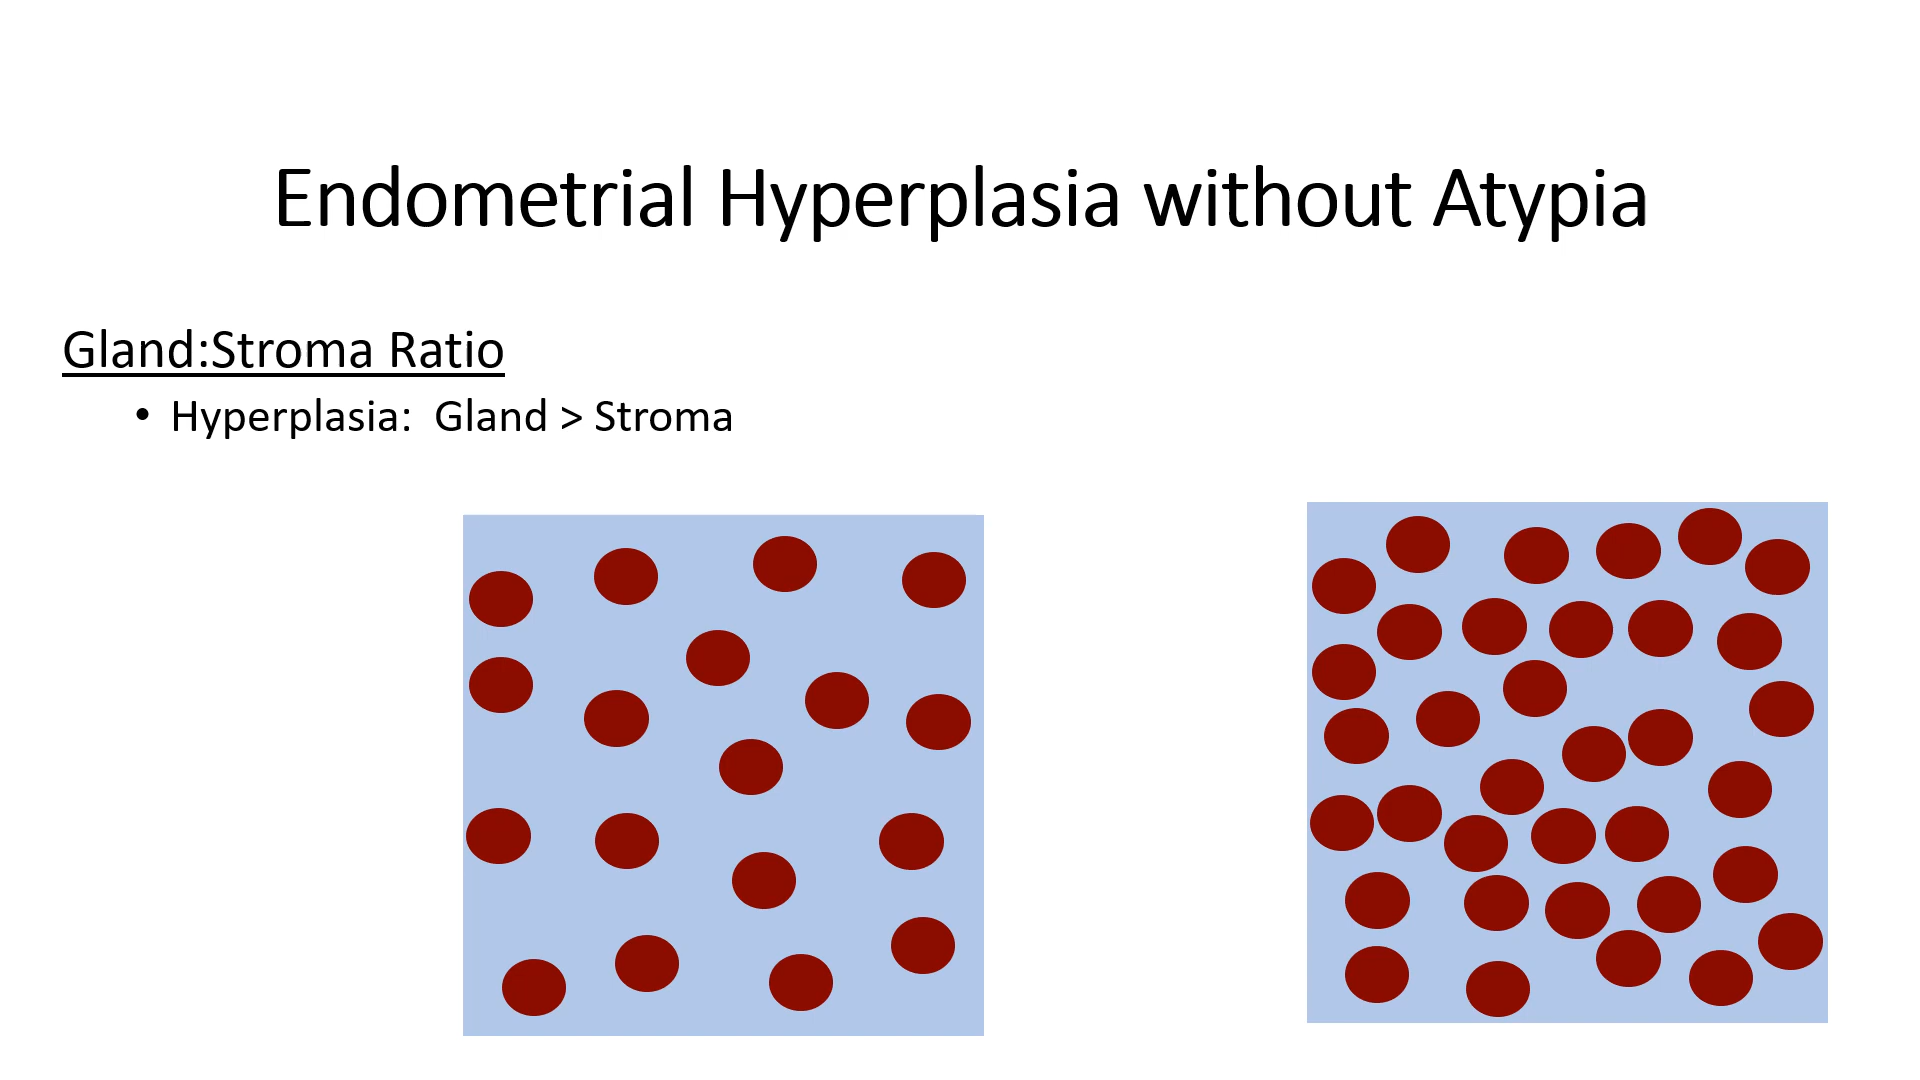 Endometrial Hyperplasia without Atypia
Gland:Stroma Ratio
• Hyperplasia:  Gland > Stroma